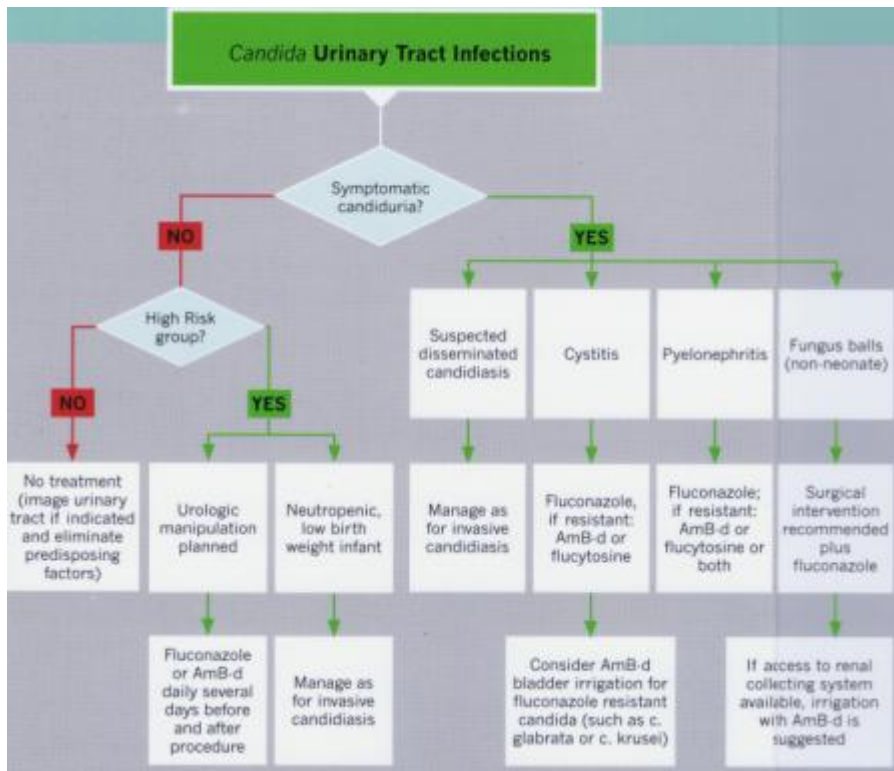 Candida Urinary Tract Infections
Symptomatic
candiduria?
NO
YES
High Risk
group?
Suspected
disseminated
candidiasis
Cystitis
Pyelonephritis
Fungus balls
(non-neonate)
NO
YES
No treatment
(image urinary
tract if indicated
and eliminate
predisposing
factors)
Urologic
manipulation
planned
Neutropenic,
low birth
weight infant
Manage as
for invasive
candidiasis
Fluconazole,
if resistant:
AmB-d or
flucytosine
Fluconazole;
if resistant:
AmB-d or
flucytosine or
both
Surgical
intervention
recommended
plus
fluconazole
Fluconazole
or AmB-d
daily several
days before
and after
procedure
Manage as
for invasive
candidiasis
Consider AmB-d
bladder irrigation for
fluconazole resistant
candida (such as c.
glabrata or c. krusei)
If access to renal
collecting system
available, irrigation
with AmB-d is
suggested